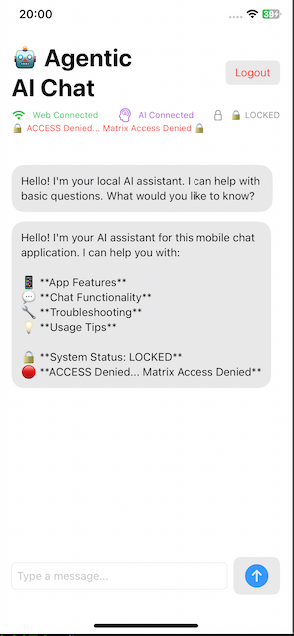 20:00
39
🤖 Agentic
AI Chat
Logout
Web Connected
AI Connected
🔒 LOCKED
🔒 ACCESS Denied... Matrix Access Denied 🔒
Hello! I'm your local AI assistant. I can help with
basic questions. What would you like to know?
Hello! I'm your AI assistant for this mobile chat
application. I can help you with:
📱 **App Features**
💬 **Chat Functionality**
🔧 **Troubleshooting**
💡 **Usage Tips**
🔒 **System Status: LOCKED**
🔴 **ACCESS Denied... Matrix Access Denied**
Type a message...